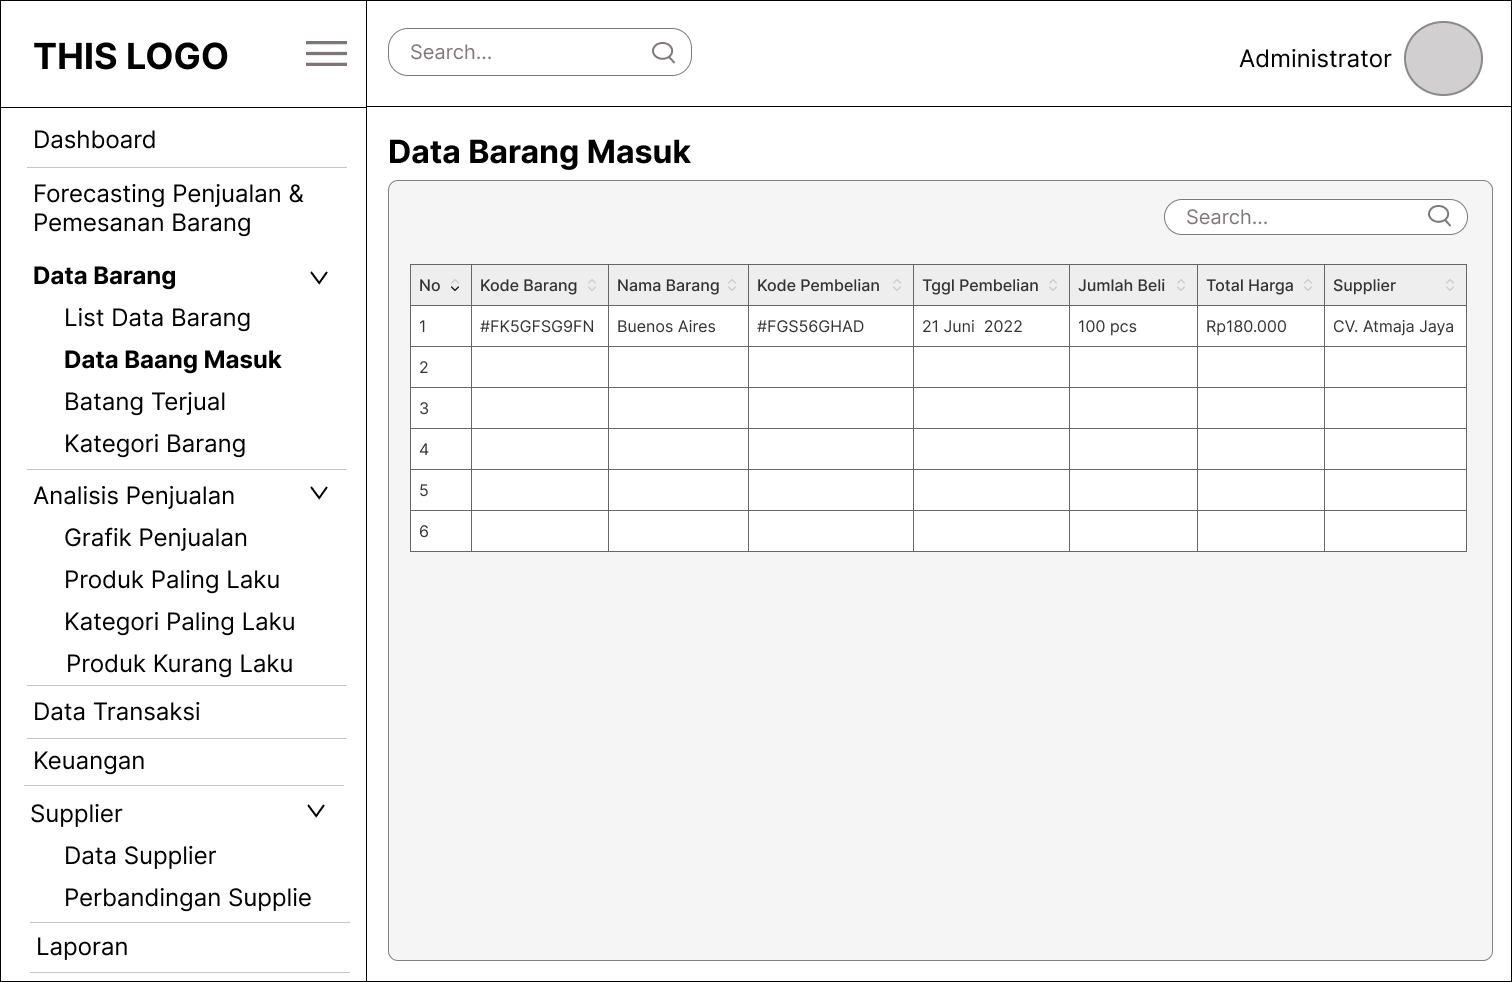 THIS LOGO
Search...
Administrator
Dashboard
Forecasting Penjualan &
Pemesanan Barang
Data Barang
List Data Barang
Data Baang Masuk
Batang Terjual
Kategori Barang
Analisis Penjualan
Grafik Penjualan
Produk Paling Laku
Kategori Paling Laku
Produk Kurang Laku
Data Transaksi
Keuangan
Supplier
Data Supplier
Perbandingan Supplie
Laporan
Data Barang Masuk
Search...
No Kode Barang Nama Barang Kode Pembelian Tggl Pembelian Jumlah Beli Total Harga Supplier
1 #FK5GFSG9FN Buenos Aires #FGS56GHAD 21 Juni 2022 100 pcs Rp180.000 CV. Atmaja Jaya
2
3
4
5
6